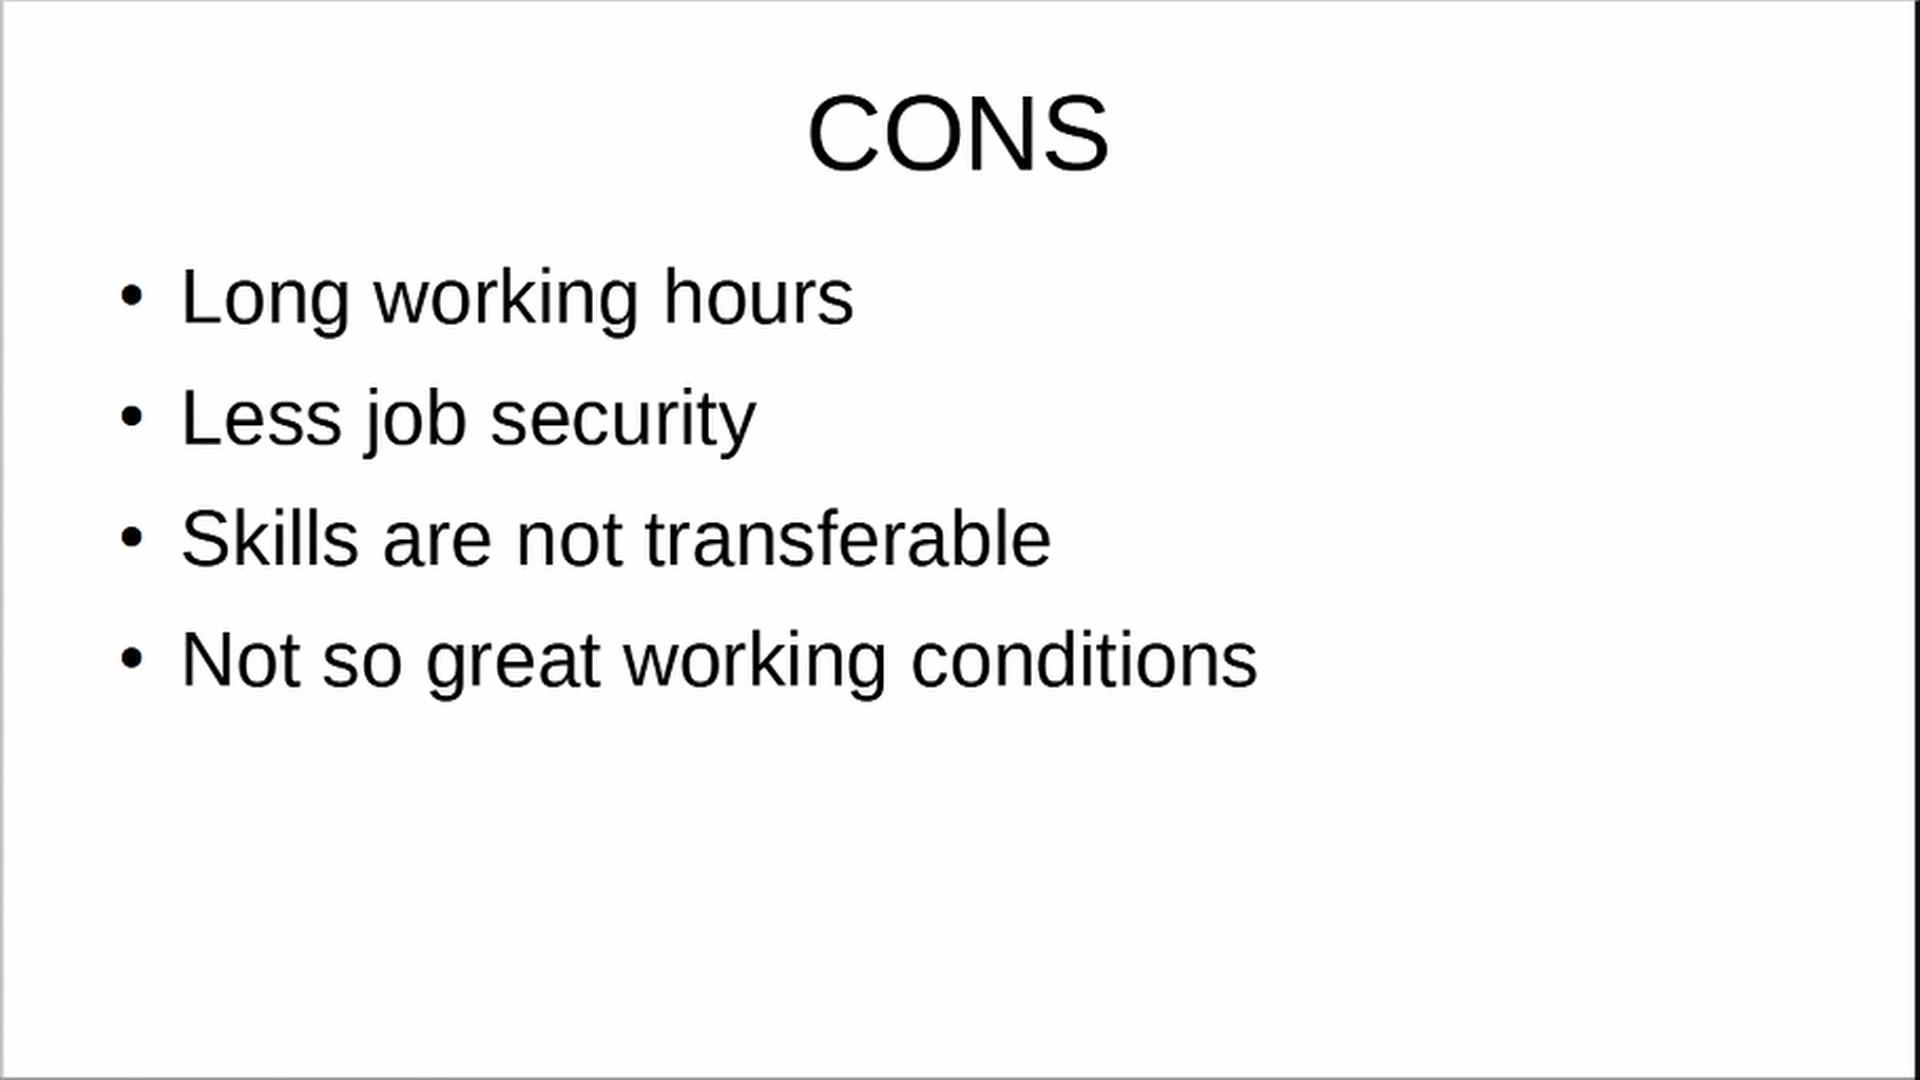 CONS
• Long working hours
• Less job security
• Skills are not transferable
• Not so great working conditions